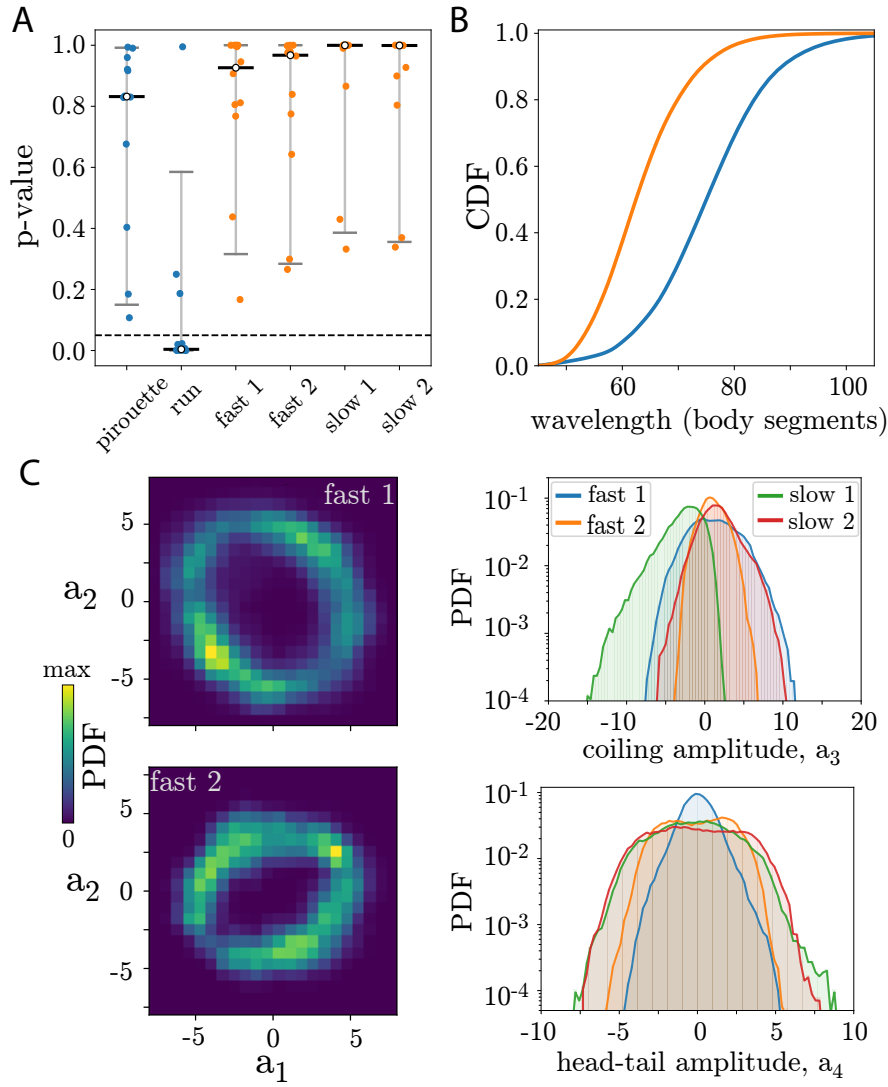 A
p-value
1.0
0.8
0.6
0.4
0.2
0.0
pirouette
run
fast 1
fast 2
slow 1
slow 2
B
CDF
1.0
0.8
0.6
0.4
0.2
0.0
60
80
100
wavelength (body segments)
C
fast 1
a2
5
0
-5
max
PDF
0
fast 2
a2
5
0
-5
-5
0
5
a1
fast 1
fast 2
slow 1
slow 2
PDF
10^-1
10^-2
10^-3
10^-4
-20
-10
0
10
20
coiling amplitude, a3
PDF
10^-1
10^-2
10^-3
10^-4
-10
-5
0
5
10
head-tail amplitude, a4